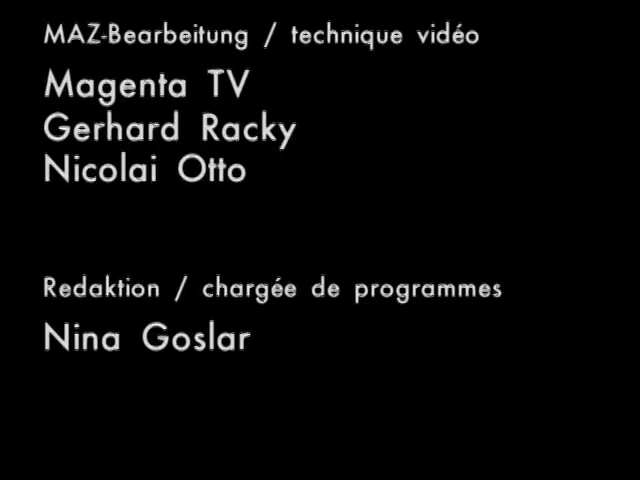 MAZ-Bearbeitung / technique vidéo
Magenta TV
Gerhard Racky
Nicolai Otto
Redaktion / chargée de programmes
Nina Goslar